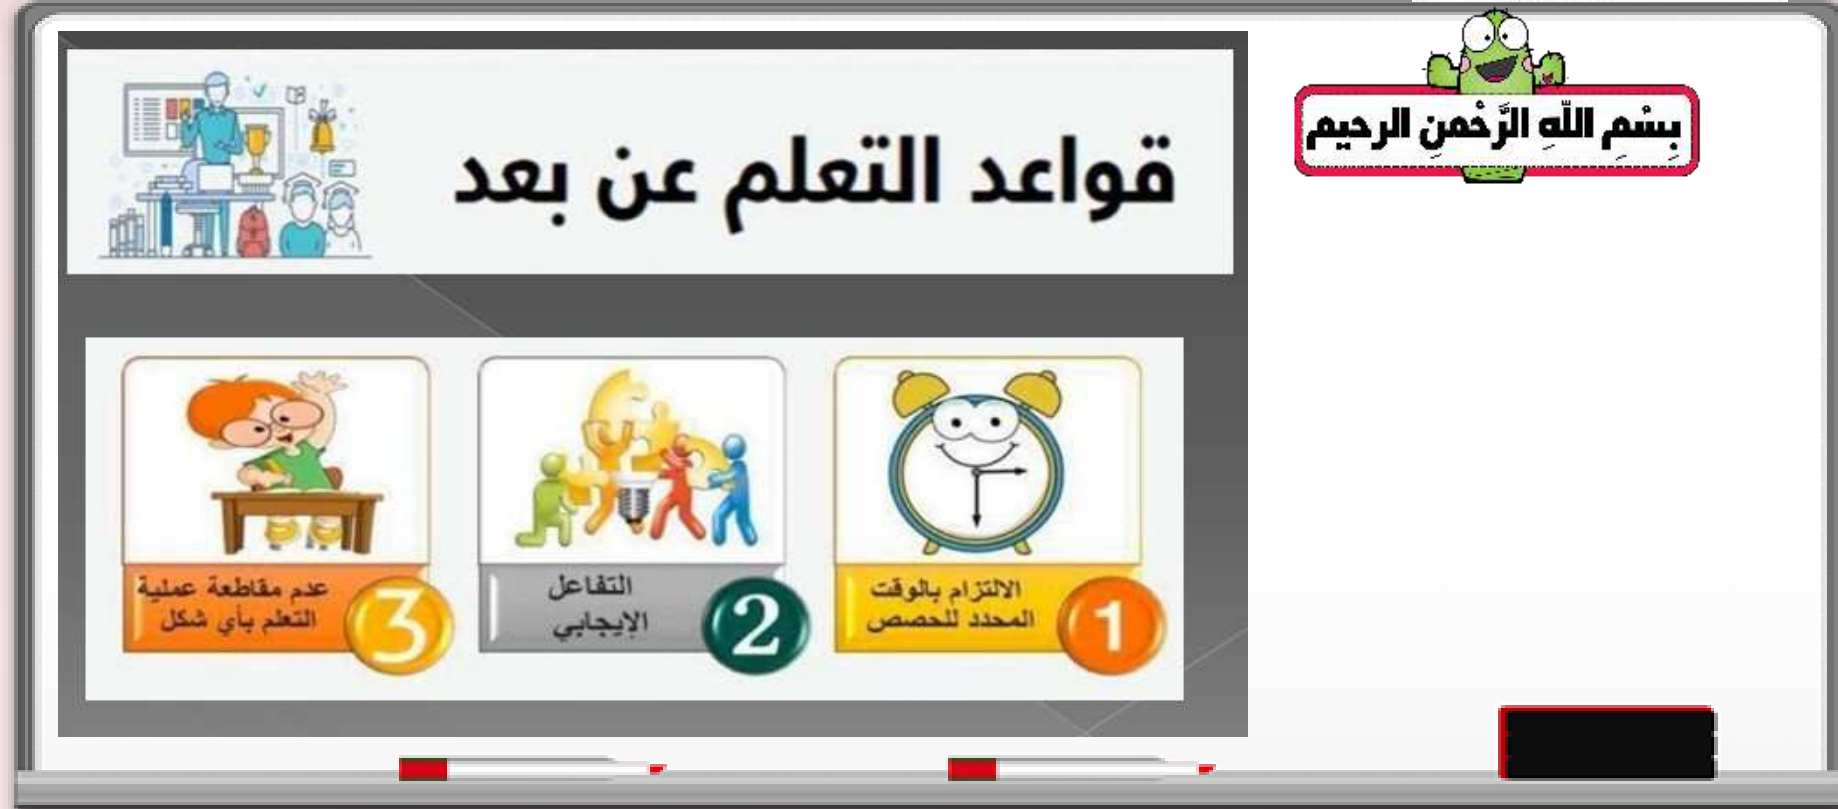 بِسْمِ اللَّهِ الرَّحْمنِ الرحيم
قواعد التعلم عن بعد
1
الالتزام بالوقت
المحدد للحصص
2
التفاعل
الإيجابي
3
عدم مقاطعة عملية
التعلم بأي شكل